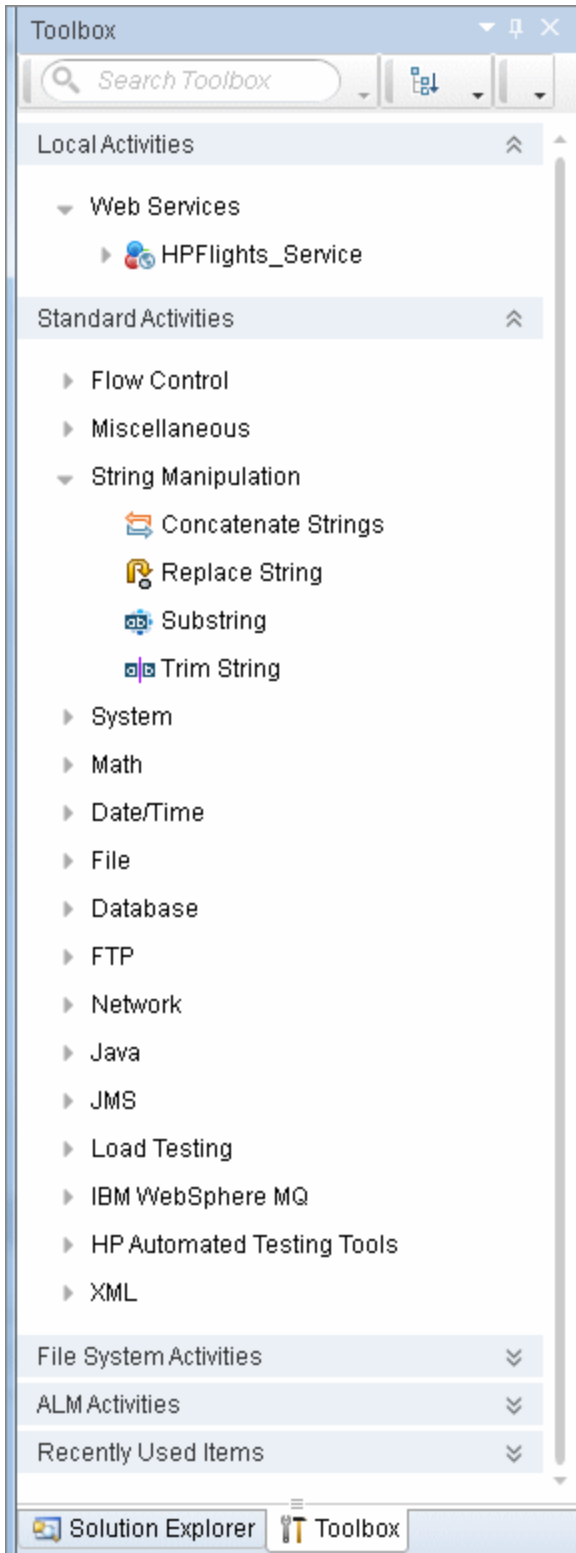 Toolbox
Search Toolbox
Local Activities
Web Services
HPFlights_Service
Standard Activities
Flow Control
Miscellaneous
String Manipulation
Concatenate Strings
Replace String
Substring
Trim String
System
Math
Date/Time
File
Database
FTP
Network
Java
JMS
Load Testing
IBM WebSphere MQ
HP Automated Testing Tools
XML
File System Activities
ALM Activities
Recently Used Items
Solution Explorer Toolbox